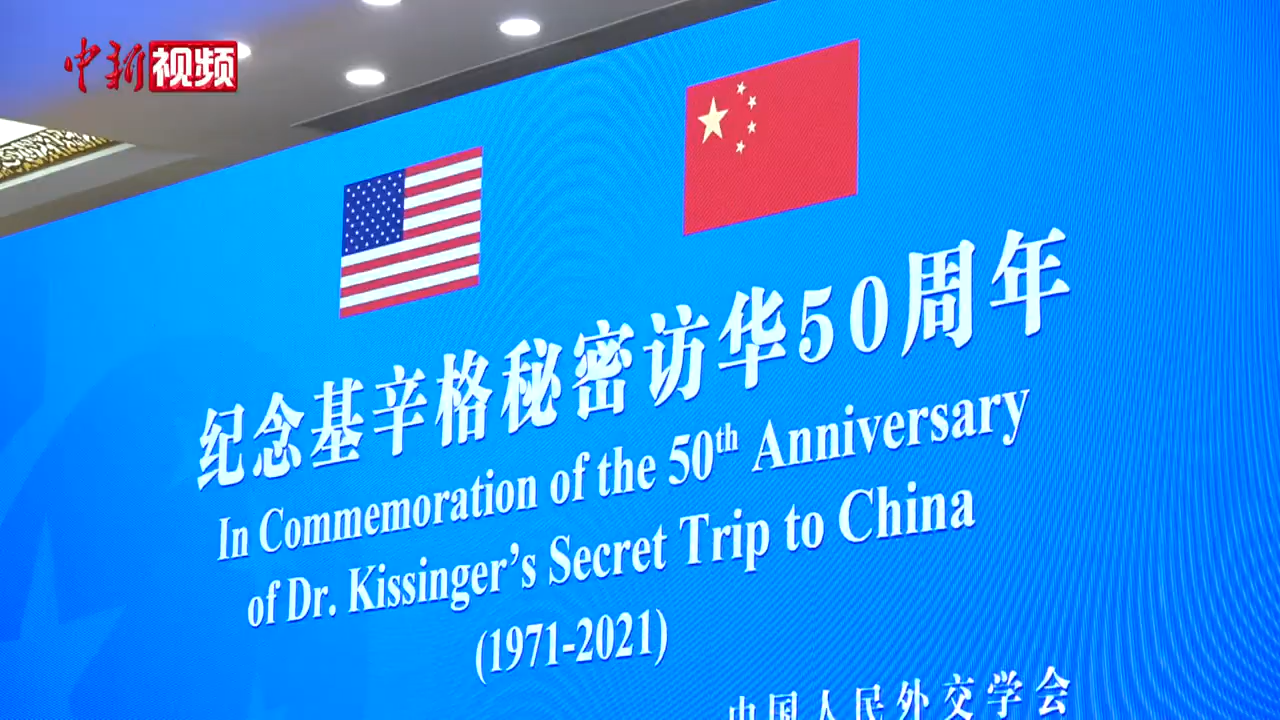 中新视频
纪念基辛格秘密访华50周年
In Commemoration of the 50th Anniversary
of Dr. Kissinger's Secret Trip to China
(1971-2021)
中国人民外交学会